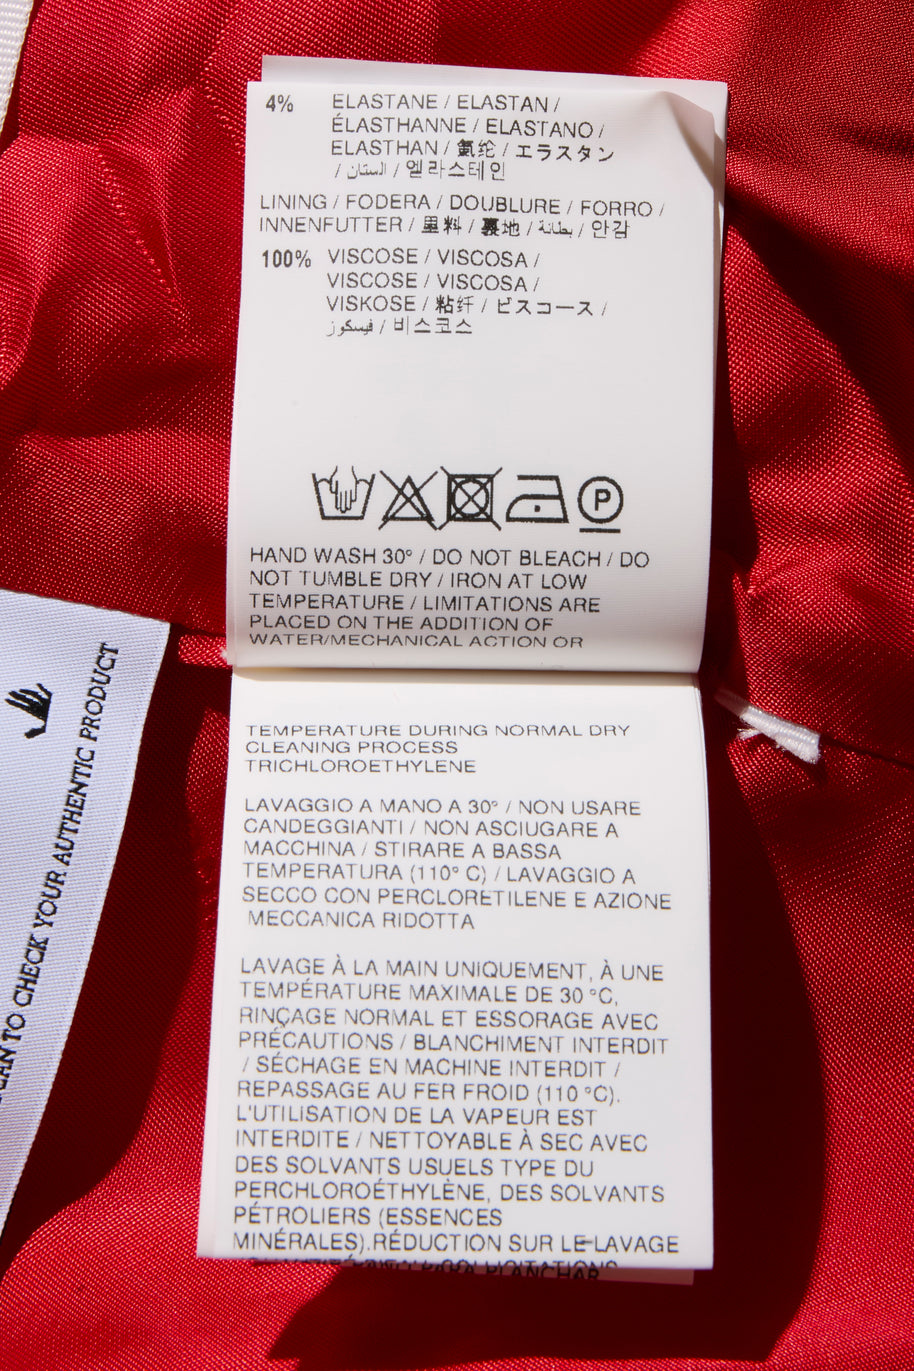 4% ELASTANE / ELASTAN /
ÉLASTHANNE / ELASTANO /
ELASTHAN / 氨纶 / エラスタン
/ الستان / 엘라스테인
LINING / FODERA / DOUBLURE / FORRO /
INNENFUTTER / 里料 / 裏地 / بطانة / 안감
100% VISCOSE / VISCOSA /
VISCOSE / VISCOSA /
VISKOSE / 粘纤 / ビスコース /
فيسكوز / 비스코스
P
HAND WASH 30° / DO NOT BLEACH / DO
NOT TUMBLE DRY / IRON AT LOW
TEMPERATURE / LIMITATIONS ARE
PLACED ON THE ADDITION OF
WATER/MECHANICAL ACTION OR
TEMPERATURE DURING NORMAL DRY
CLEANING PROCESS
TRICHLOROETHYLENE
LAVAGGIO A MANO A 30° / NON USARE
CANDEGGIANTI / NON ASCIUGARE A
MACCHINA / STIRARE A BASSA
TEMPERATURA (110° C) / LAVAGGIO A
SECCO CON PERCLORETILENE E AZIONE
MECCANICA RIDOTTA
LAVAGE À LA MAIN UNIQUEMENT, À UNE
TEMPÉRATURE MAXIMALE DE 30 °C,
RINÇAGE NORMAL ET ESSORAGE AVEC
PRÉCAUTIONS / BLANCHIMENT INTERDIT
/ SÉCHAGE EN MACHINE INTERDIT /
REPASSAGE AU FER FROID (110 °C).
L'UTILISATION DE LA VAPEUR EST
INTERDITE / NETTOYABLE À SEC AVEC
DES SOLVANTS USUELS TYPE DU
PERCHLOROÉTHYLÈNE, DES SOLVANTS
PÉTROLIERS (ESSENCES
MINÉRALES).RÉDUCTION SUR LE LAVAGE
PARA PLANCHAR
TO CHECK YOUR AUTHENTIC PRODUCT